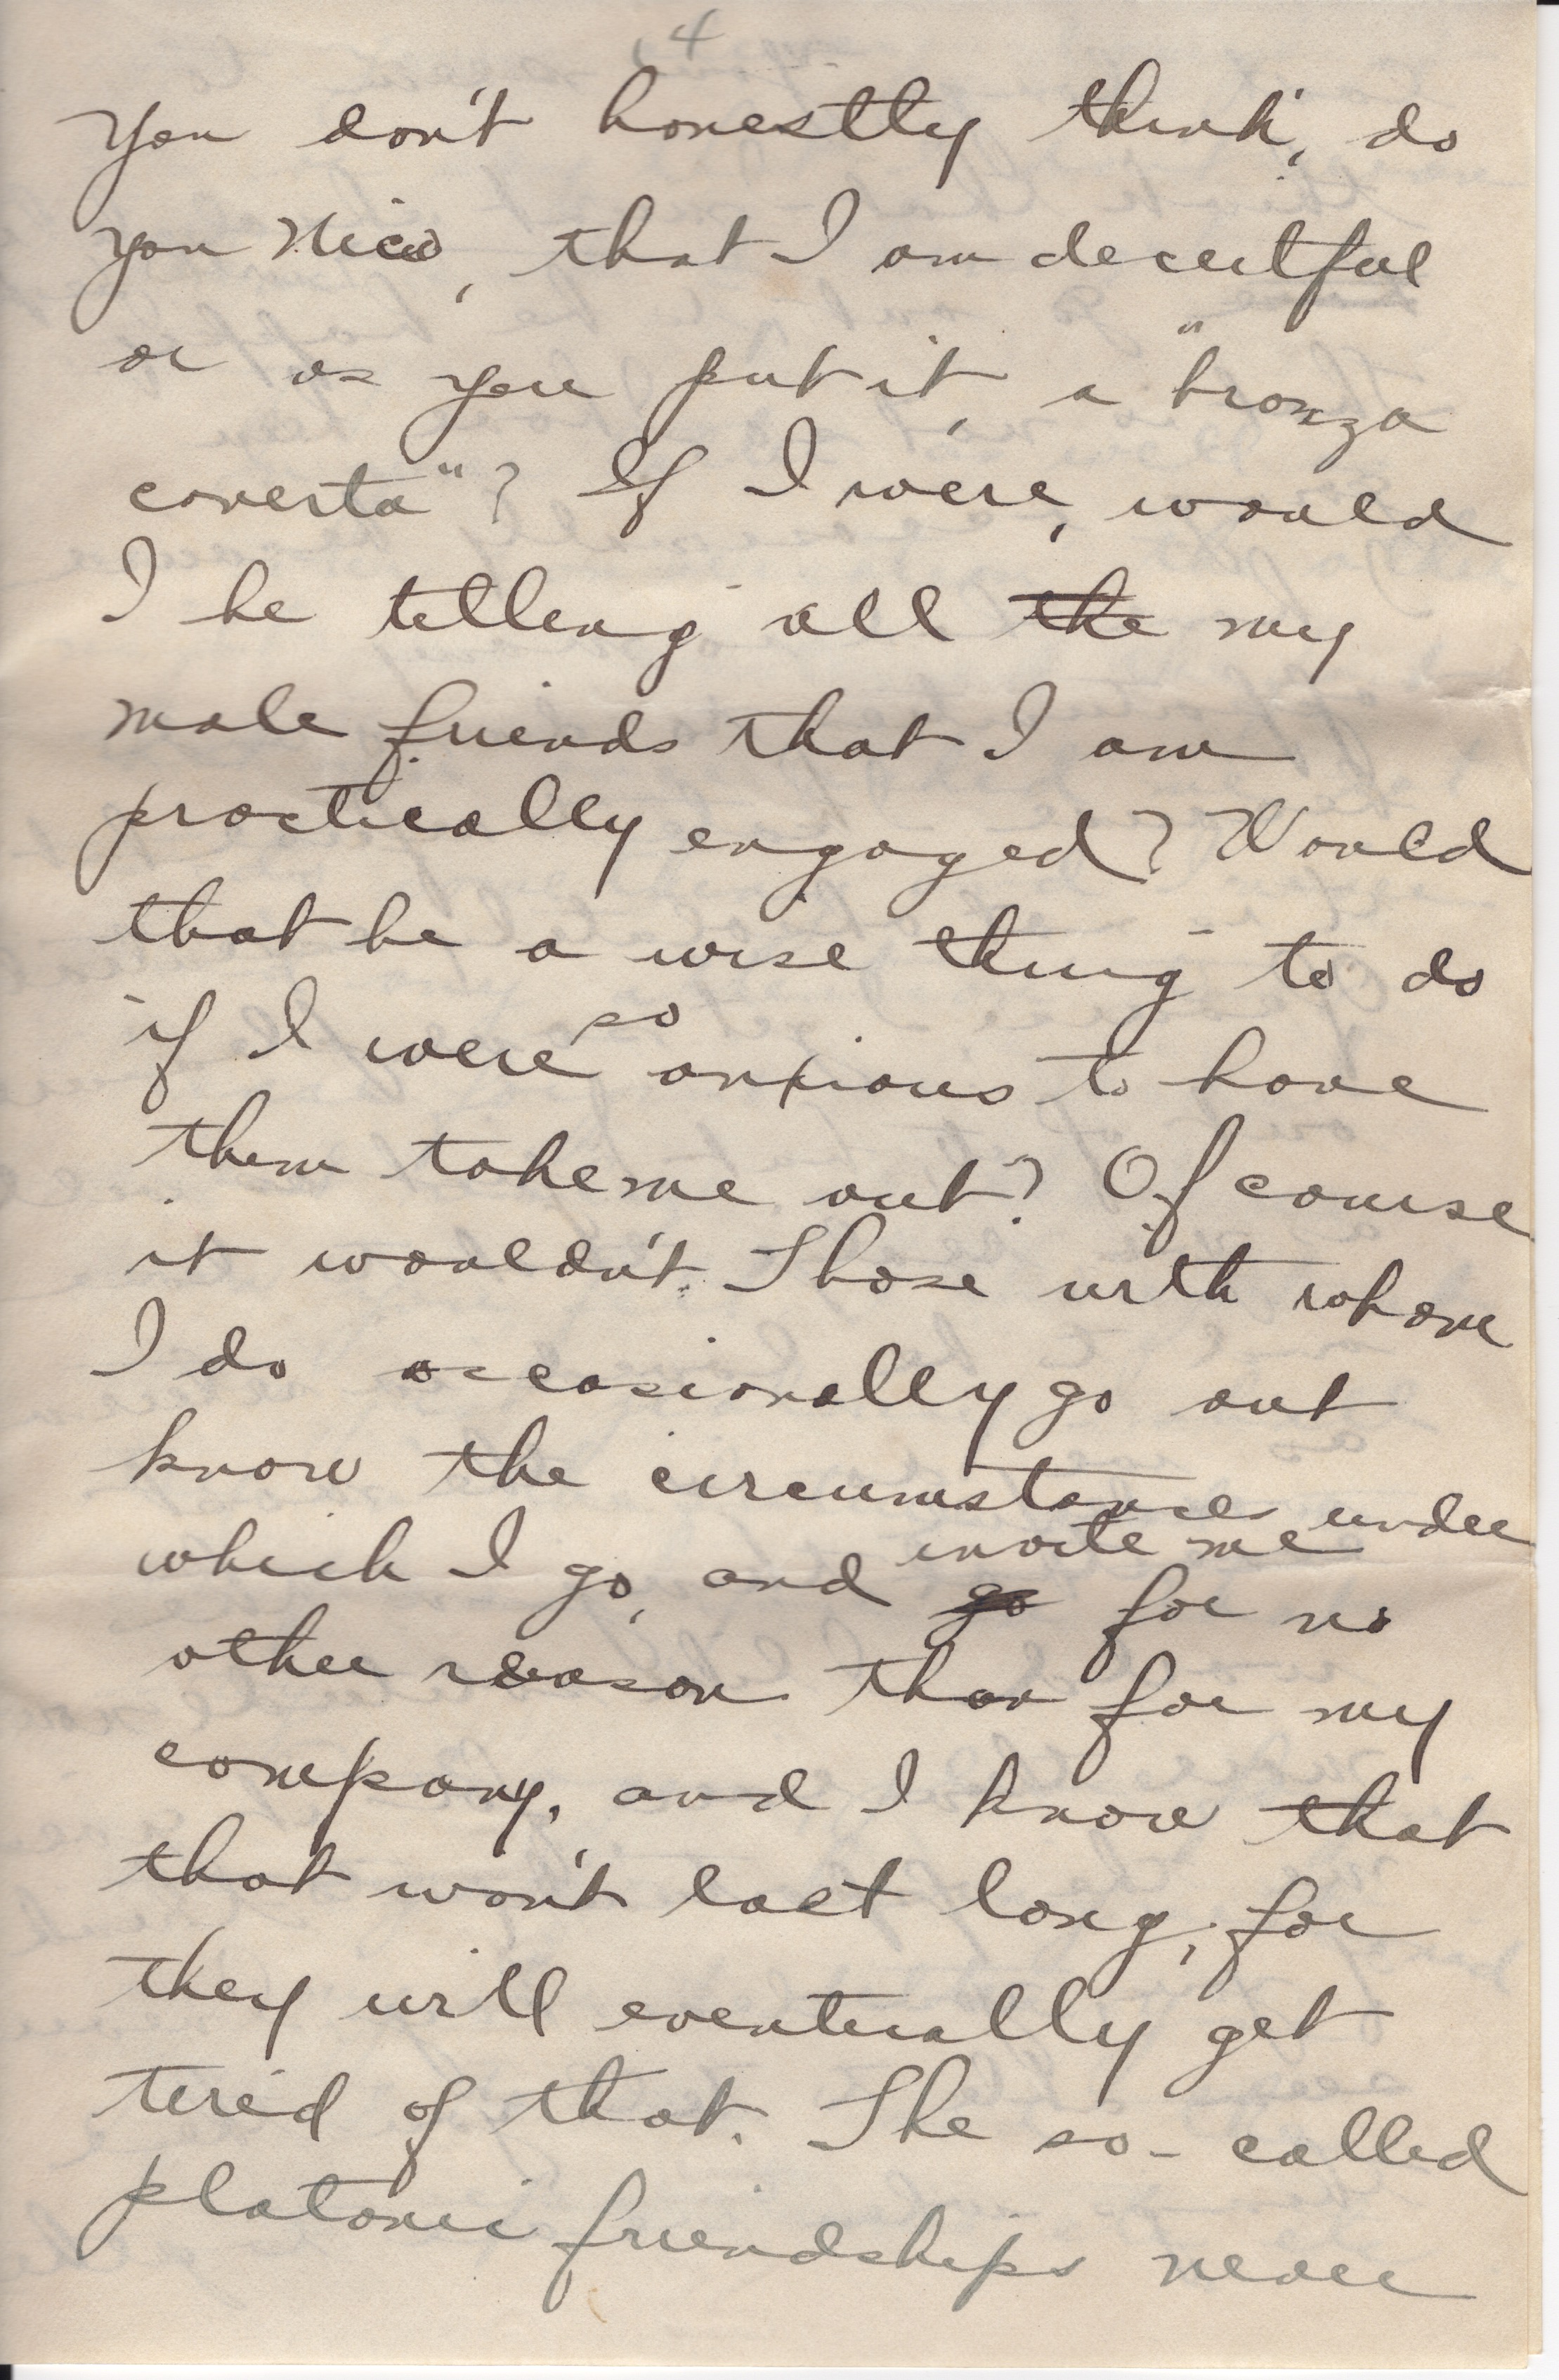 4
You don't honestly think, do
you Nico, that I am deceitful
or as you put it, a "bronza
coverta"? If I were, would
I be telling all the my
male friends that I am
practically engaged? Would
that be a wise thing to do
if I were so anxious to have
them take me out? Of course
it wouldn't. Those with whom
I do occasionally go out
know the circumstances under
which I go, and go invite me for no
other reason than for my
company, and I know that
that won't last long, for
they will eventually get
tired of that. The so-called
platonic friendships never